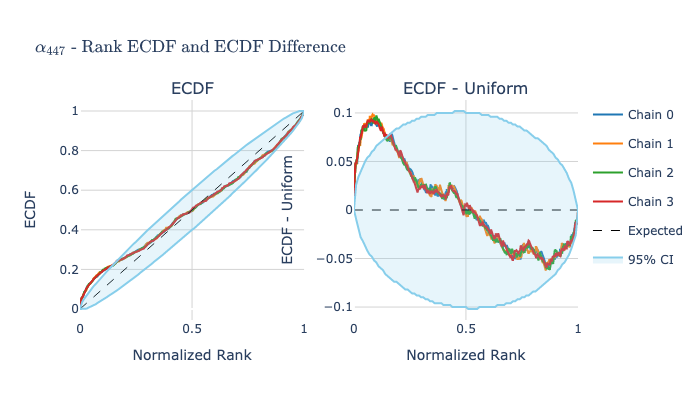 α₄₄₇ - Rank ECDF and ECDF Difference
ECDF
ECDF
1
0.8
0.6
0.4
0.2
0
0
0.5
1
Normalized Rank
ECDF - Uniform
ECDF - Uniform
0.1
0.05
0
−0.05
−0.1
0
0.5
1
Normalized Rank
Chain 0
Chain 1
Chain 2
Chain 3
Expected
95% CI